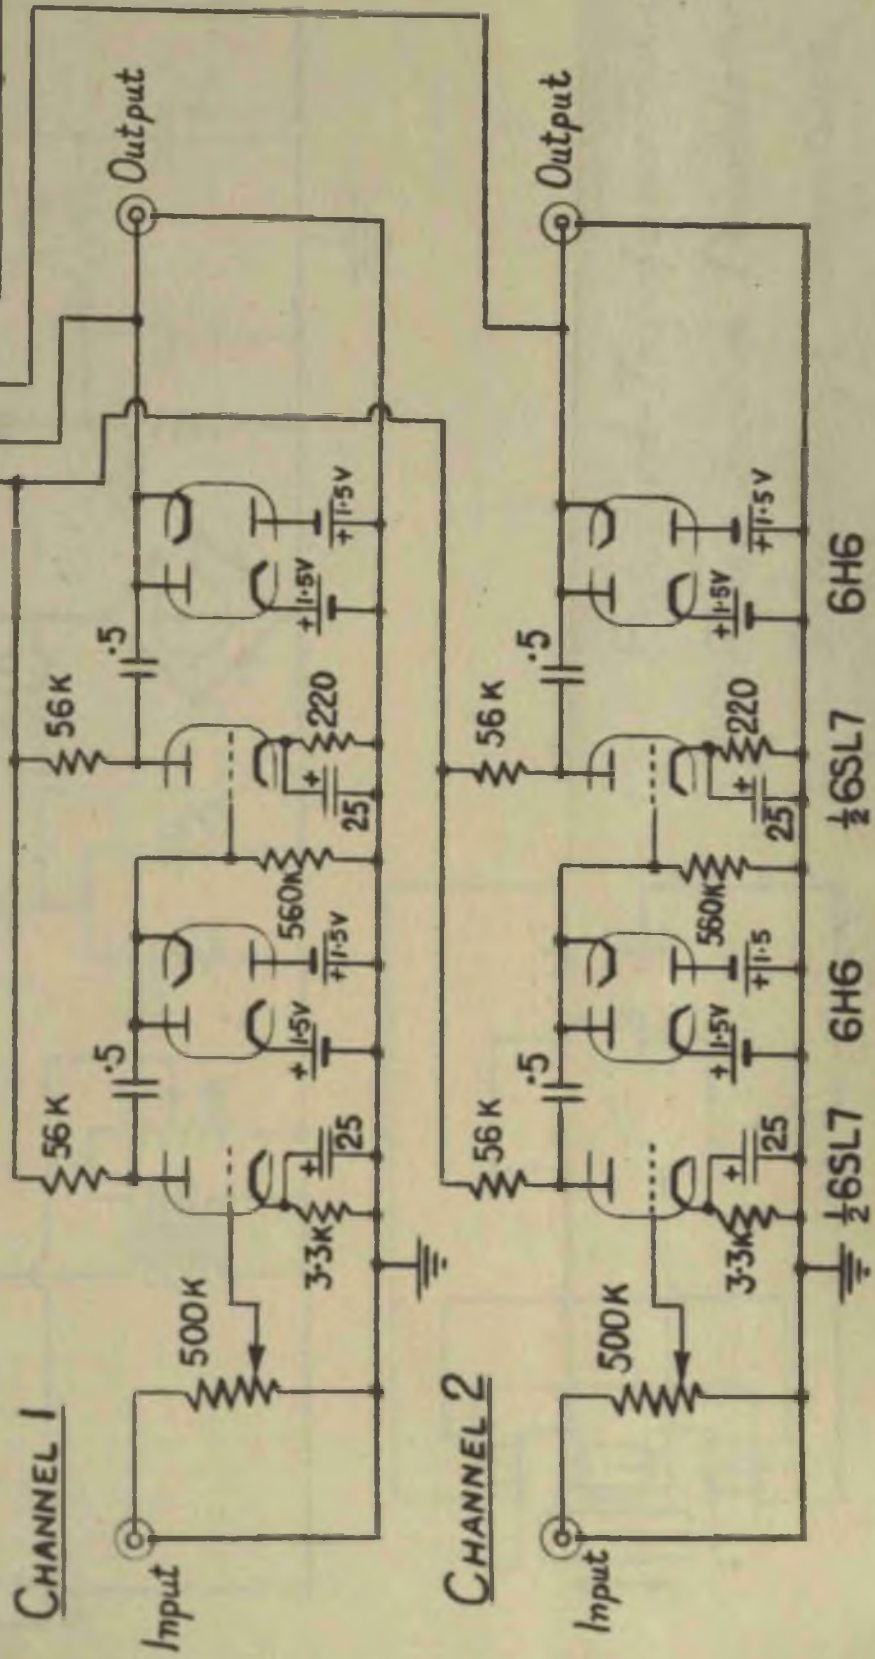 CHANNEL 1
Input
500K
3·3K
25
56K
·5
1·5V
1·5V
560K
25
220
56K
·5
1·5V
1·5V
Output
CHANNEL 2
Input
500K
3·3K
25
56K
·5
1·5V
1·5
560K
25
220
56K
·5
1·5V
1·5V
Output
½6SL7
6H6
½6SL7
6H6